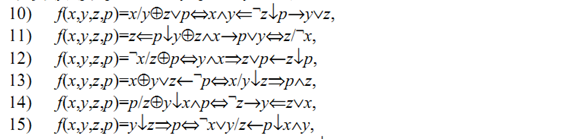 10) f(x,y,z,p)=x/y⊕z∨p⇔x∧y⇐¬z↓p→y∨z,
11) f(x,y,z,p)=z⇐p↓y⊕z∧x→p∨y⇔z/¬x,
12) f(x,y,z,p)=¬x/z⊕p⇔y∧x⇒z∨p←z↓p,
13) f(x,y,z,p)=x⊕y∨z←¬p⇔x/y↓z⇒p∧z,
14) f(x,y,z,p)=p/z⊕y↓x∧p⇔¬z→y⇐z∨x,
15) f(x,y,z,p)=y↓z⇒p⇔¬x∨y/z←p↓x∧y,